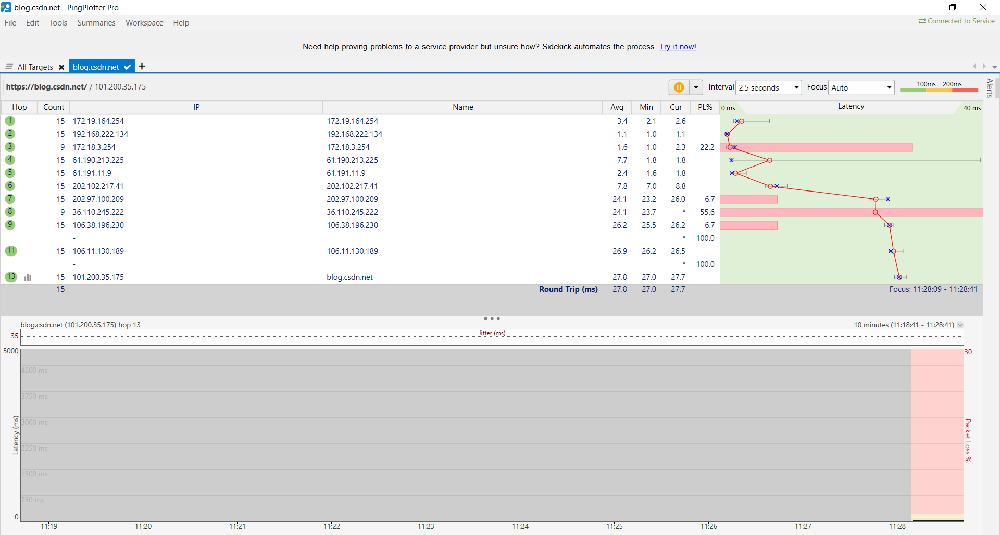 blog.csdn.net - PingPlotter Pro
File Edit Tools Summaries Workspace Help
Connected to Service
Need help proving problems to a service provider but unsure how? Sidekick automates the process. Try it now!
All Targets blog.csdn.net
https://blog.csdn.net/ / 101.200.35.175
Interval 2.5 seconds Focus Auto 100ms 200ms
Alerts
Hop Count IP Name Avg Min Cur PL% 0 ms Latency 40 ms
1 15 172.19.164.254 172.19.164.254 3.4 2.1 2.6
2 15 192.168.222.134 192.168.222.134 1.1 1.0 1.1
3 9 172.18.3.254 172.18.3.254 1.6 1.0 2.3 22.2
4 15 61.190.213.225 61.190.213.225 7.7 1.8 1.8
5 15 61.191.11.9 61.191.11.9 2.4 1.6 1.8
6 15 202.102.217.41 202.102.217.41 7.8 7.0 8.8
7 15 202.97.100.209 202.97.100.209 24.1 23.2 26.0 6.7
8 9 36.110.245.222 36.110.245.222 24.1 23.7 * 55.6
9 15 106.38.196.230 106.38.196.230 26.2 25.5 26.2 6.7
- * 100.0
11 15 106.11.130.189 106.11.130.189 26.9 26.2 26.5
- * 100.0
13 15 101.200.35.175 blog.csdn.net 27.8 27.0 27.7
15 Round Trip (ms) 27.8 27.0 27.7 Focus: 11:28:09 - 11:28:41
blog.csdn.net (101.200.35.175) hop 13 10 minutes (11:18:41 - 11:28:41)
35 Jitter (ms)
5000 30
4500 ms
3750 ms
3000 ms
2250 ms
1500 ms
750 ms
0
Latency (ms)
Packet Loss %
11:19 11:20 11:21 11:22 11:23 11:24 11:25 11:26 11:27 11:28